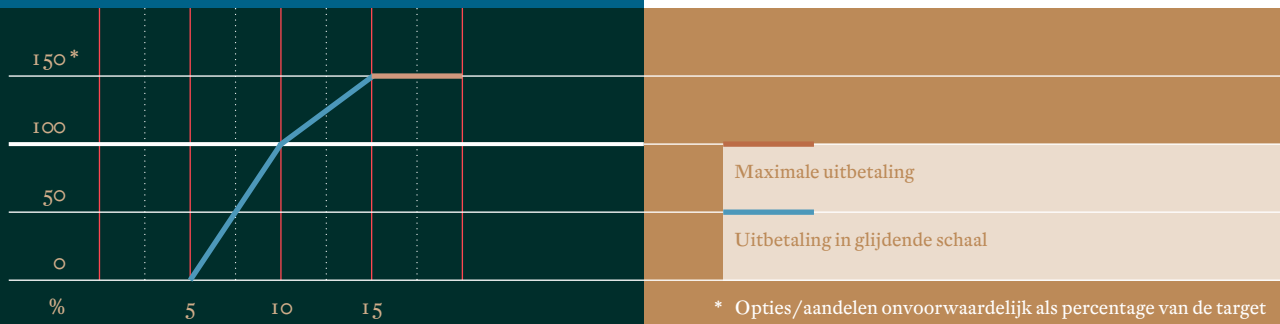 150*
100
50
0
% 5 10 15
Maximale uitbetaling
Uitbetaling in glijdende schaal
* Opties/aandelen onvoorwaardelijk als percentage van de target